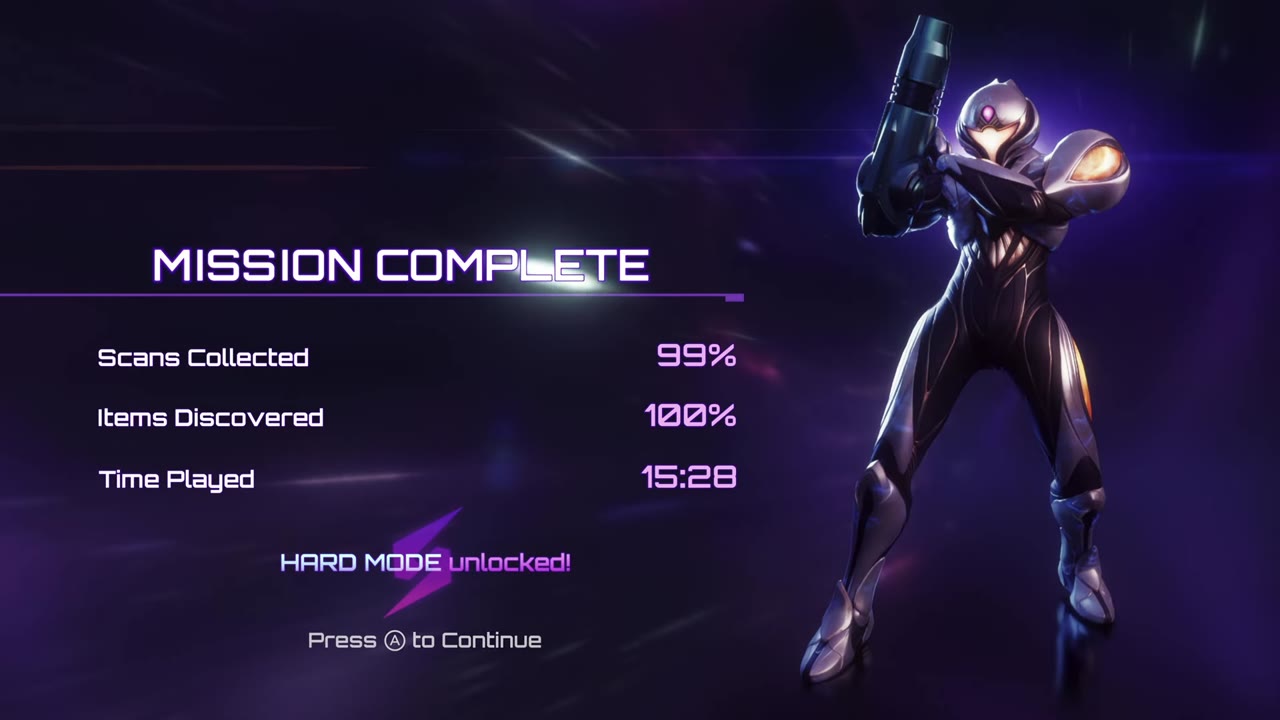 MISSION COMPLETE
Scans Collected 99%
Items Discovered 100%
Time Played 15:28
HARD MODE unlocked!
Press Ⓐ to Continue